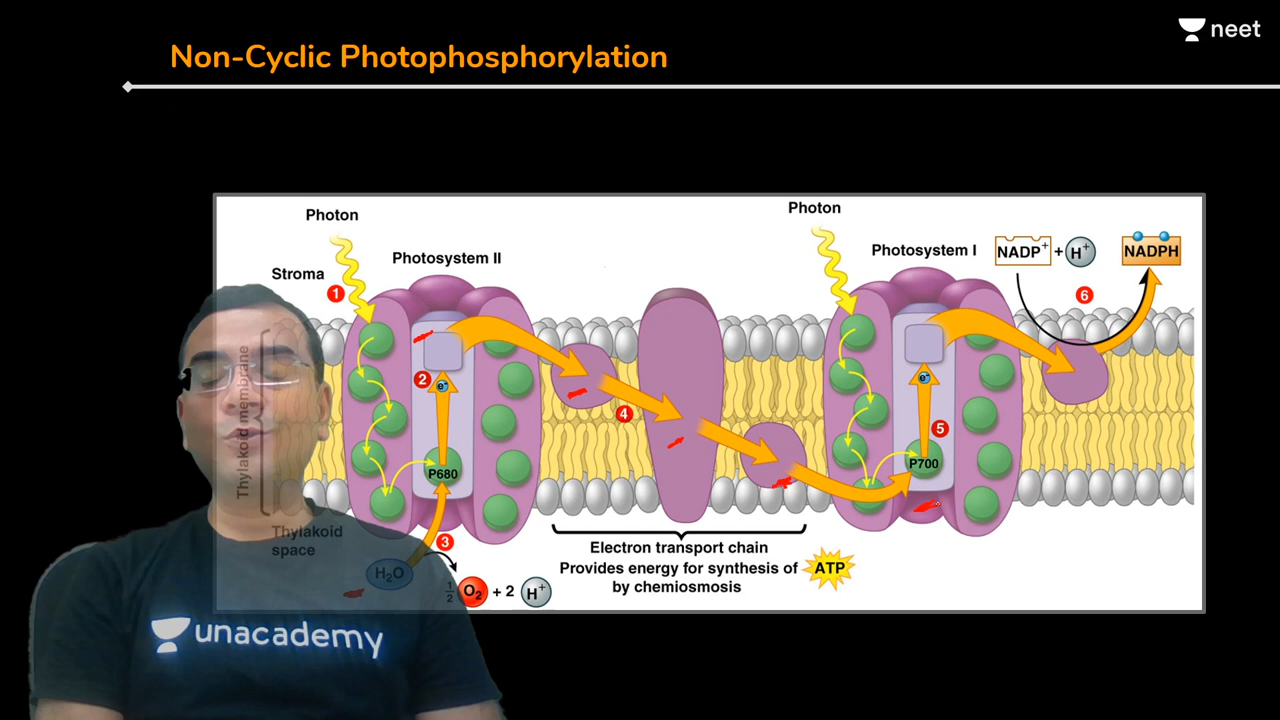 Non-Cyclic Photophosphorylation
neet
Photon
Photon
Photosystem II
Photosystem I
NADP+ + H+
NADPH
Stroma
1
6
Thylakoid membrane
2
e-
e-
4
5
P680
P700
Thylakoid
space
3
H2O
1/2 O2 + 2 H+
Electron transport chain
Provides energy for synthesis of
by chemiosmosis
ATP
unacademy